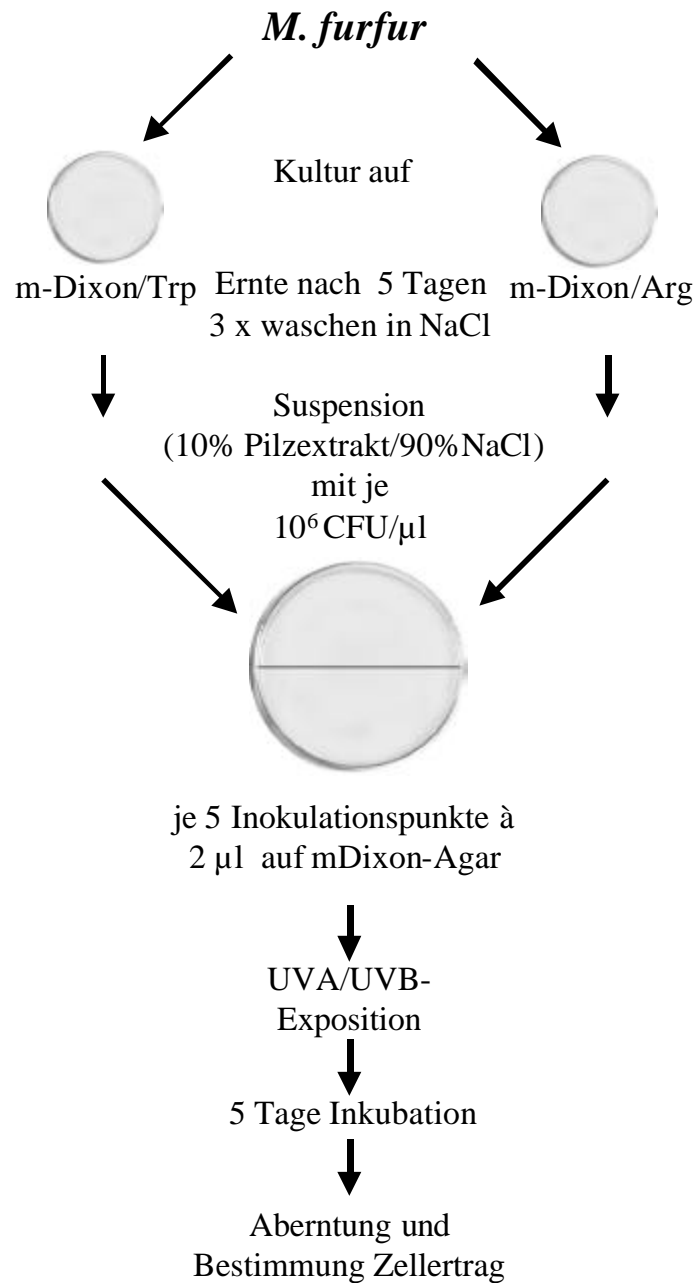 M. furfur
Kultur auf
m-Dixon/Trp
Ernte nach 5 Tagen
m-Dixon/Arg
3 x waschen in NaCl
Suspension
(10% Pilzextrakt/90%NaCl)
mit je
10⁶ CFU/µl
je 5 Inokulationspunkte à
2 µl auf mDixon-Agar
UVA/UVB-
Exposition
5 Tage Inkubation
Aberntung und
Bestimmung Zellertrag